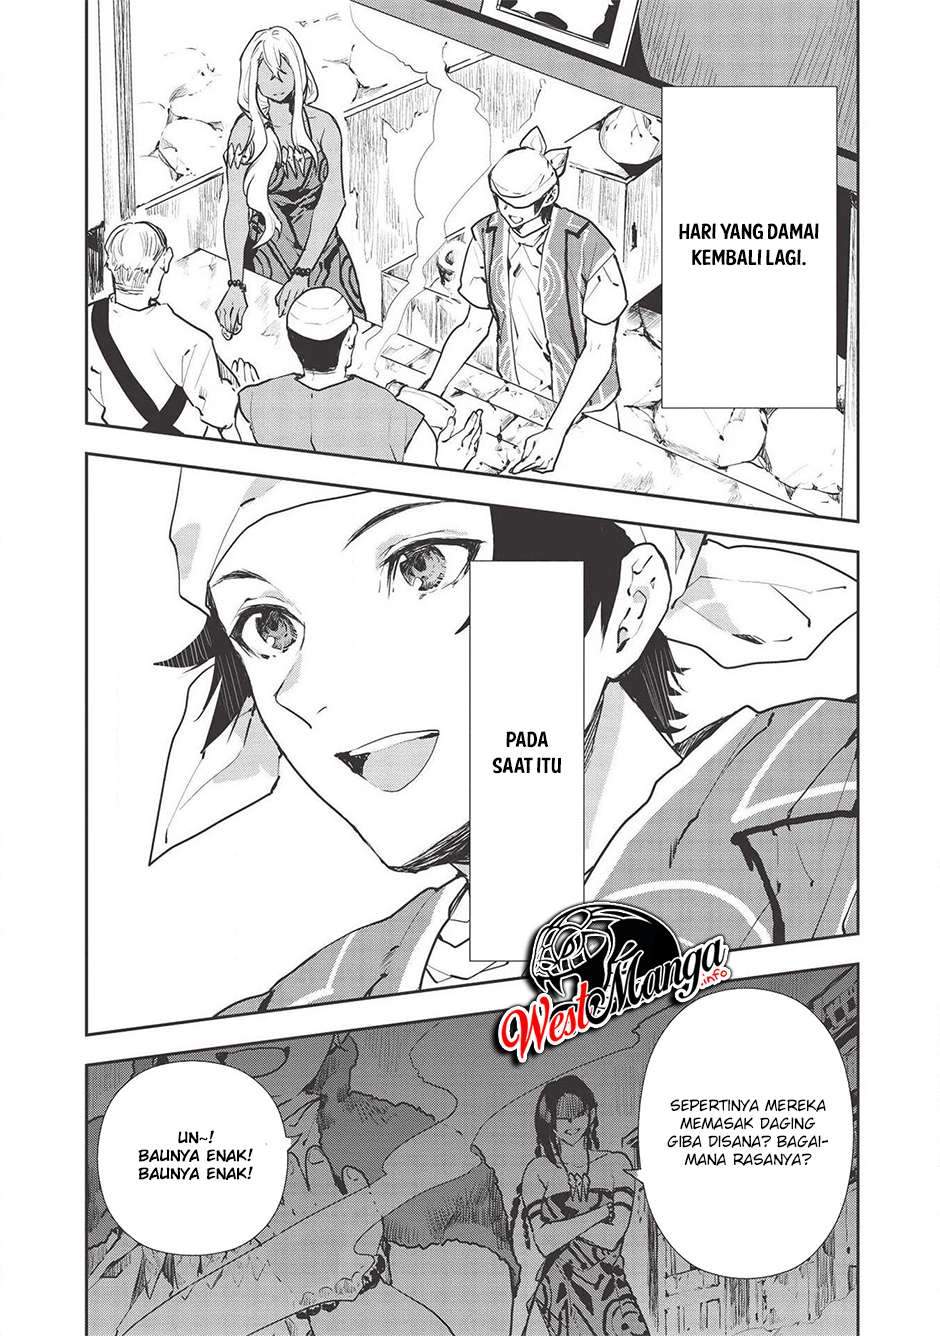 HARI YANG DAMAI
KEMBALI LAGI.
PADA
SAAT ITU
WestManga
.info
SEPERTINYA MEREKA
MEMASAK DAGING
GIBA DISANA? BAGAI-
MANA RASANYA?
UN~!
BAUNYA ENAK!
BAUNYA ENAK!